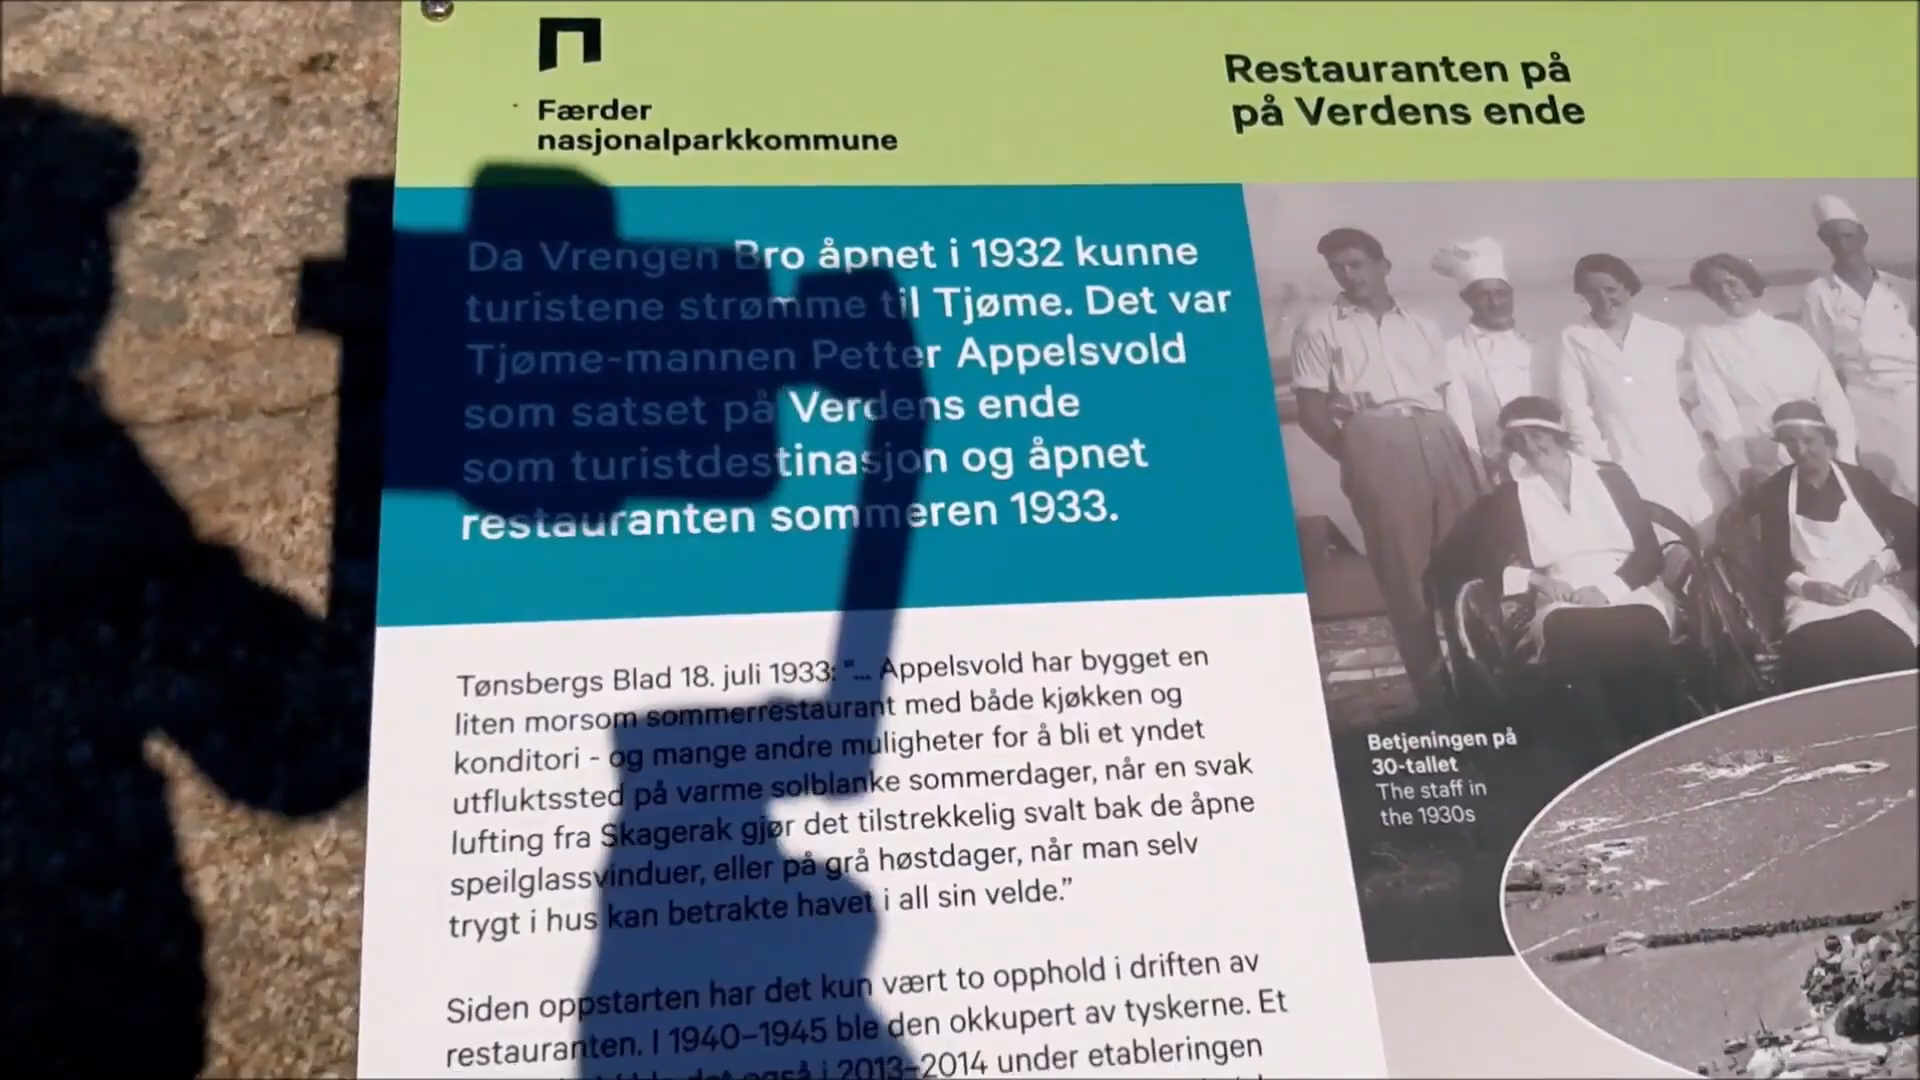 Færder
nasjonalparkkommune
Restauranten på
på Verdens ende
Da Vrengen Bro åpnet i 1932 kunne
turistene strømme til Tjøme. Det var
Tjøme-mannen Petter Appelsvold
som satset på Verdens ende
som turistdestinasjon og åpnet
restauranten sommeren 1933.
Tønsbergs Blad 18. juli 1933: "... Appelsvold har bygget en
liten morsom sommerrestaurant med både kjøkken og
konditori - og mange andre muligheter for å bli et yndet
utfluktssted på varme solblanke sommerdager, når en svak
lufting fra Skagerak gjør det tilstrekkelig svalt bak de åpne
speilglassvinduer, eller på grå høstdager, når man selv
trygt i hus kan betrakte havet i all sin velde.”
Siden oppstarten har det kun vært to opphold i driften av
restauranten. I 1940–1945 ble den okkupert av tyskerne. Et
det også i 2013–2014 under etableringen
Betjeningen på
30-tallet
The staff in
the 1930s